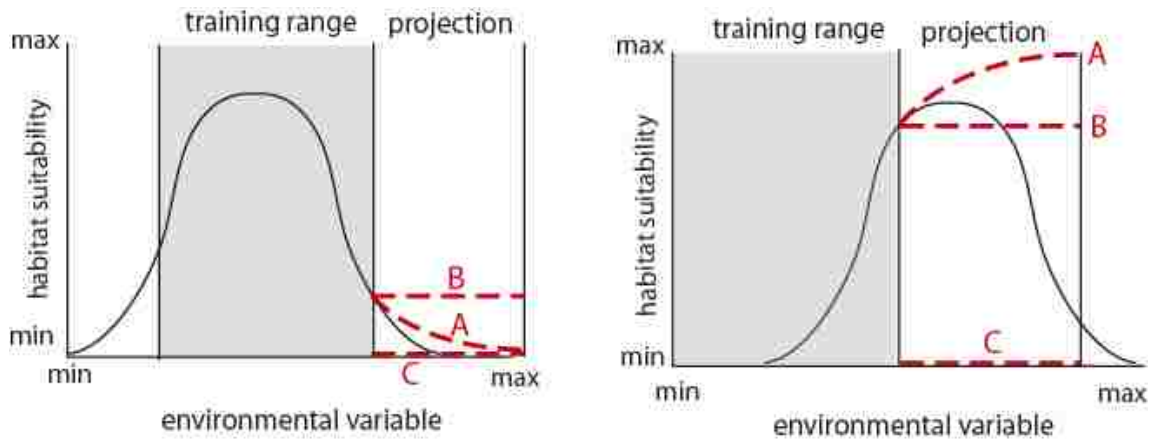 training range projection
max
habitat suitability
B
A
min
C
min max
environmental variable
training range projection
max
A
B
habitat suitability
C
min
min max
environmental variable